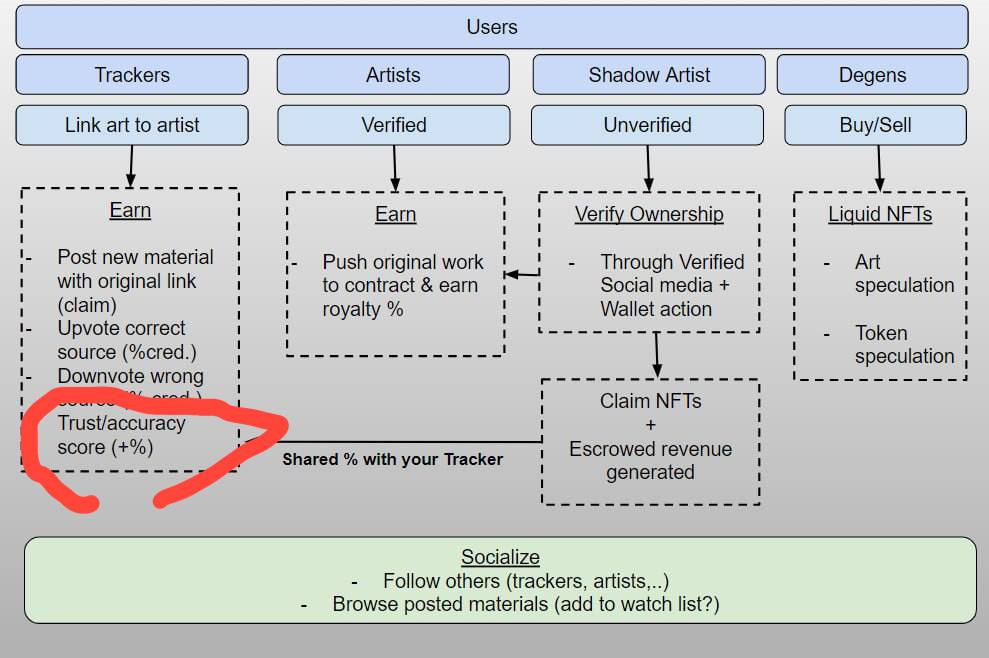 Users
Trackers
Artists
Shadow Artist
Degens
Link art to artist
Verified
Unverified
Buy/Sell
Earn
- Post new material
with original link
(claim)
- Upvote correct
source (%cred.)
- Downvote wrong
source (% cred.)
Trust/accuracy
score (+%)
Earn
- Push original work
to contract & earn
royalty %
Verify Ownership
- Through Verified
Social media +
Wallet action
Claim NFTs
+
Escrowed revenue
generated
Shared % with your Tracker
Liquid NFTs
- Art
speculation
- Token
speculation
Socialize
- Follow others (trackers, artists,..)
- Browse posted materials (add to watch list?)